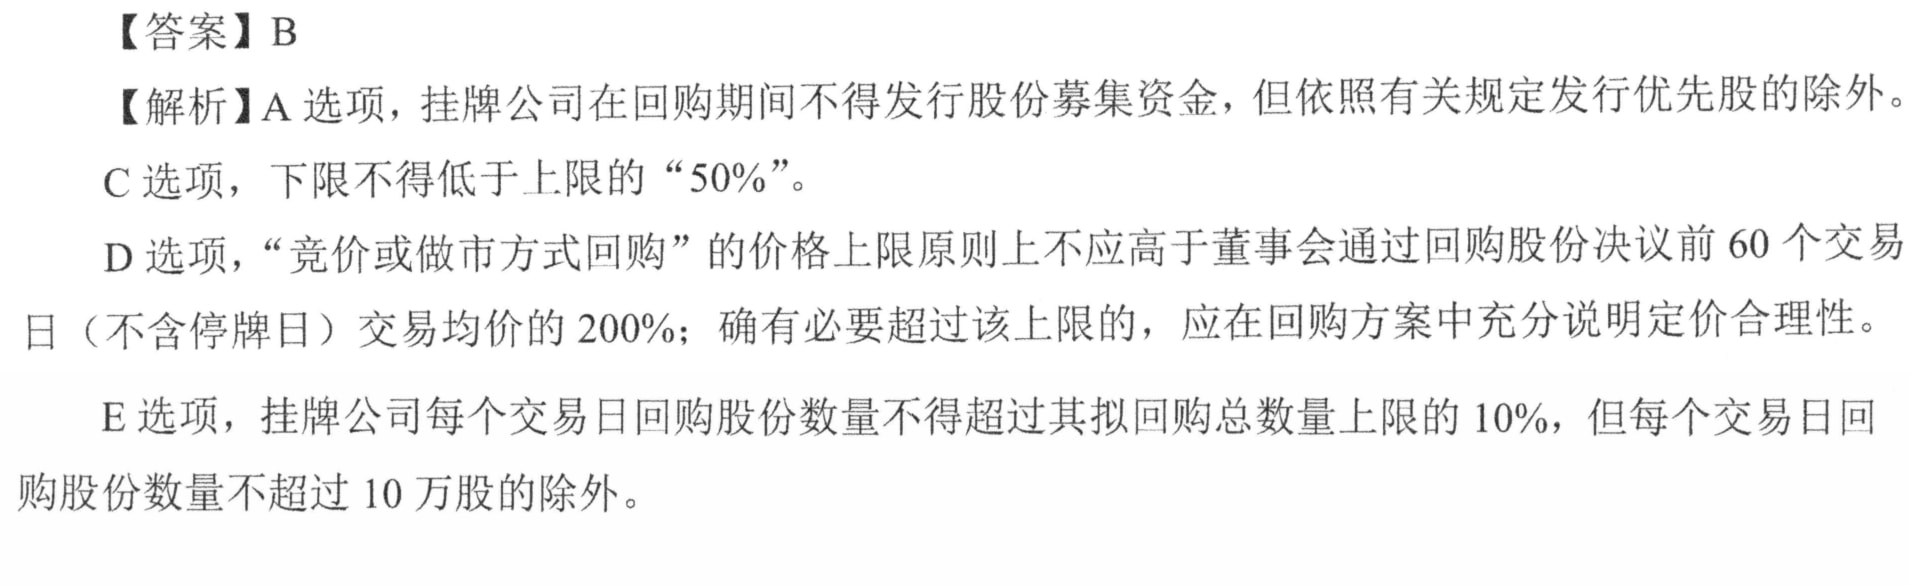 【答案】B
【解析】A 选项，挂牌公司在回购期间不得发行股份募集资金，但依照有关规定发行优先股的除外。
C 选项，下限不得低于上限的“50%”。
D 选项，“竞价或做市方式回购”的价格上限原则上不应高于董事会通过回购股份决议前 60 个交易
日（不含停牌日）交易均价的 200%；确有必要超过该上限的，应在回购方案中充分说明定价合理性。
E 选项，挂牌公司每个交易日回购股份数量不得超过其拟回购总数量上限的 10%，但每个交易日回
购股份数量不超过 10 万股的除外。